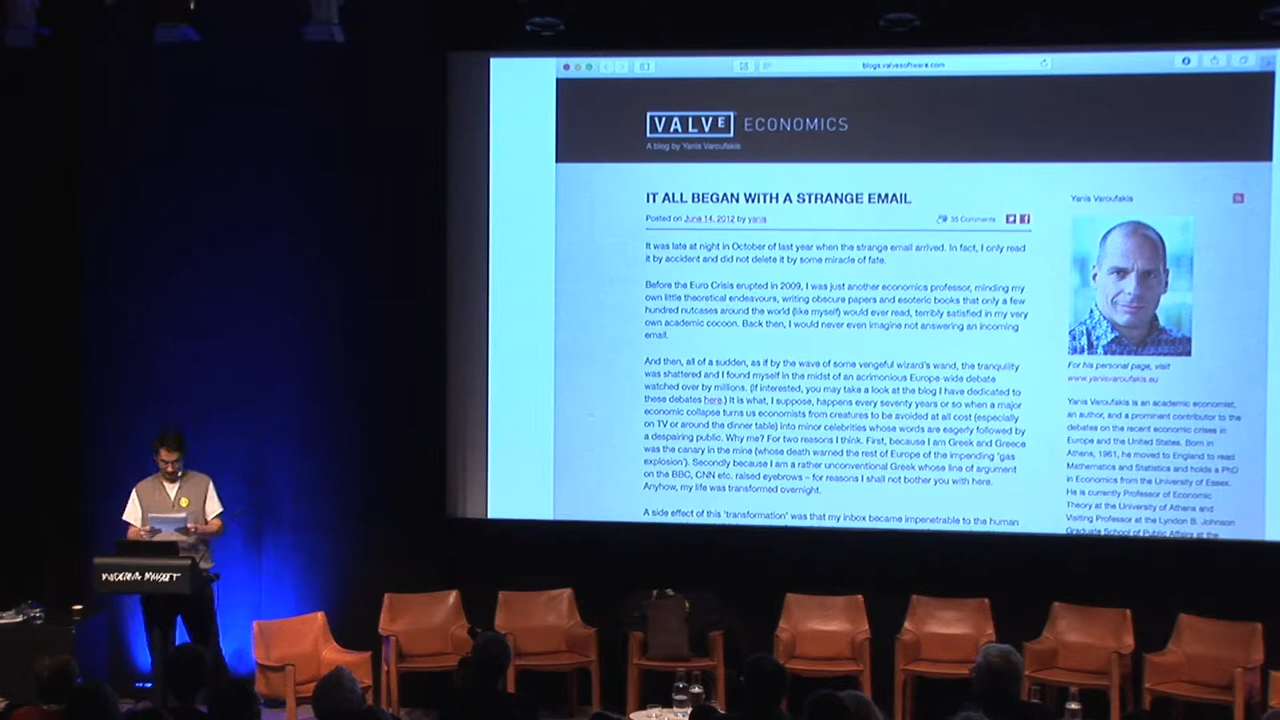 blogs.valvesoftware.com
VALVE ECONOMICS
A blog by Yanis Varoufakis
IT ALL BEGAN WITH A STRANGE EMAIL
Posted on June 14, 2012 by yanis
35 Comments
It was late at night in October of last year when the strange email arrived. In fact, I only read
it by accident and did not delete it by some miracle of fate.
Before the Euro Crisis erupted in 2009, I was just another economics professor, minding my
own little theoretical endeavours, writing obscure papers and esoteric books that only a few
hundred nutcases around the world (like myself) would ever read, terribly satisfied in my very
own academic cocoon. Back then, I would never even imagine not answering an incoming
email.
And then, all of a sudden, as if by the wave of some vengeful wizard's wand, the tranquility
was shattered and I found myself in the midst of an acrimonious Europe-wide debate
watched over by millions. (If interested, you may take a look at the blog I have dedicated to
these debates here.) It is what, I suppose, happens every seventy years or so when a major
economic collapse turns us economists from creatures to be avoided at all cost (especially
on TV or around the dinner table) into minor celebrities whose words are eagerly followed by
a despairing public. Why me? For two reasons I think. First, because I am Greek and Greece
was the canary in the mine (whose death warned the rest of Europe of the impending 'gas
explosion'). Secondly because I am a rather unconventional Greek whose line of argument
on the BBC, CNN etc. raised eyebrows – for reasons I shall not bother you with here.
Anyhow, my life was transformed overnight.
A side effect of this 'transformation' was that my inbox became impenetrable to the human
Yanis Varoufakis
For his personal page, visit
www.yanisvaroufakis.eu
Yanis Varoufakis is an academic economist,
an author, and a prominent contributor to the
debates on the recent economic crises in
Europe and the United States. Born in
Athens, 1961, he moved to England to read
Mathematics and Statistics and holds a PhD
in Economics from the University of Essex.
He is currently Professor of Economic
Theory at the University of Athens and
Visiting Professor at the Lyndon B. Johnson
Graduate School of Public Affairs at the
MODERNA MUSEET